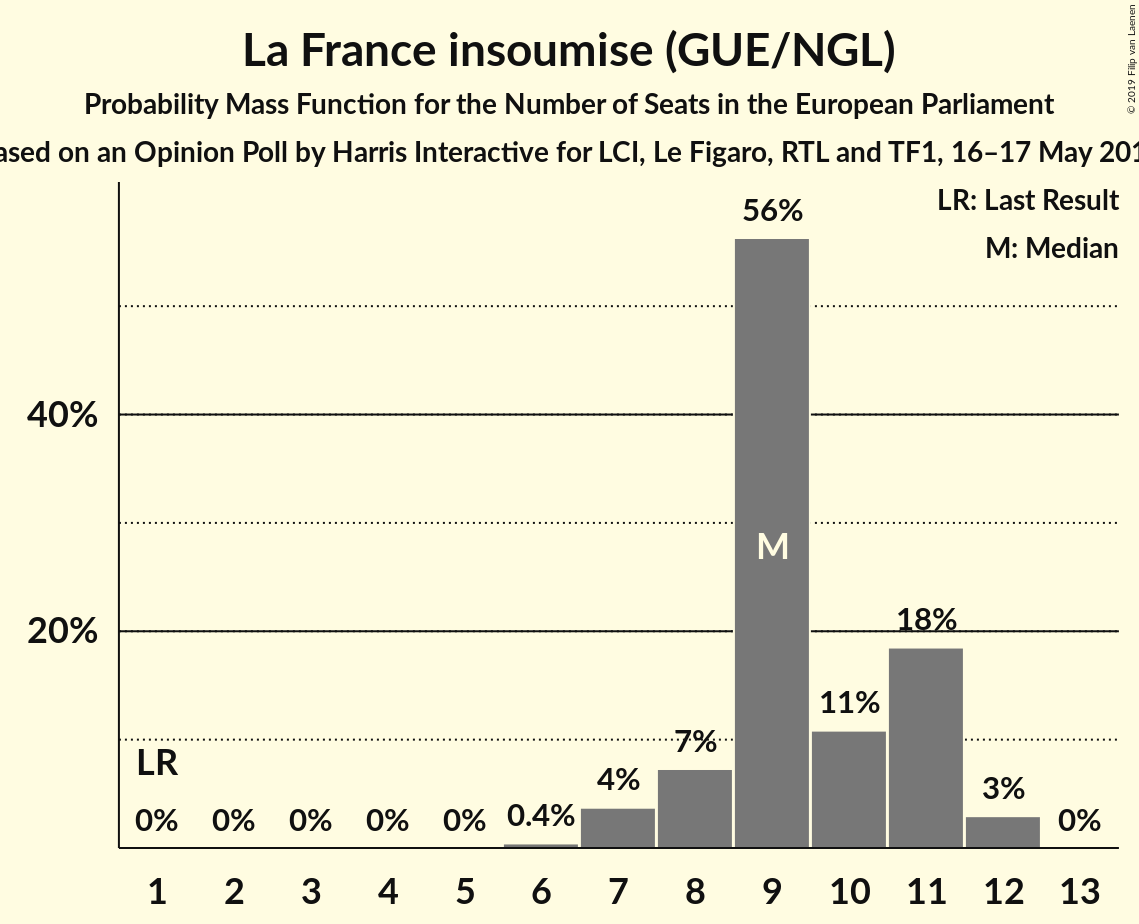 La France insoumise (GUE/NGL)
Probability Mass Function for the Number of Seats in the European Parliament
ased on an Opinion Poll by Harris Interactive for LCI, Le Figaro, RTL and TF1, 16–17 May 201
© 2019 Filip van Laenen
LR: Last Result
M: Median
56%
40%
M
20%
18%
11%
7%
LR
4%
3%
0% 0% 0% 0% 0% 0.4% 0%
1 2 3 4 5 6 7 8 9 10 11 12 13